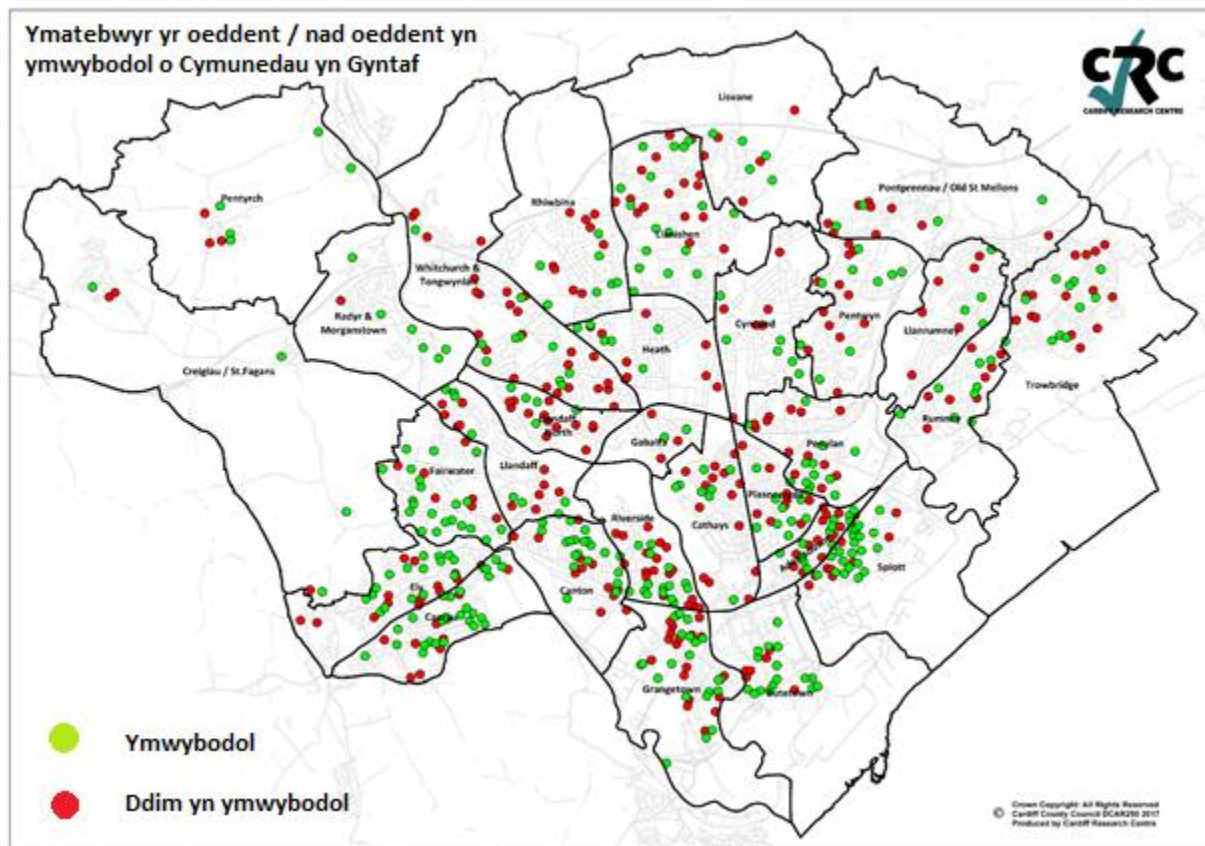 Ymatebwyr yr oeddent / nad oeddent yn
ymwybodol o Cymunedau yn Gyntaf
CRC
CARDIFF RESEARCH CENTRE
Lisvane
Pontprennau / Old St Mellons
Pentyrch
Rhiwbina
Llanishen
Whitchurch &
Tongwynlais
Radyr &
Morganstown
Creigiau / St.Fagans
Heath
Cyncoed
Pentwyn
Llanrumney
Trowbridge
Rumney
Llandaff
North
Gabalfa
Penylan
Fairwater
Llandaff
Plasnewydd
Riverside
Cathays
Adamsdown
Splott
Ely
Canton
Caerau
Grangetown
Butetown
Ymwybodol
Ddim yn ymwybodol
© Crown Copyright: All Rights Reserved
Cardiff County Council DCAR250 2017
Produced by Cardiff Research Centre